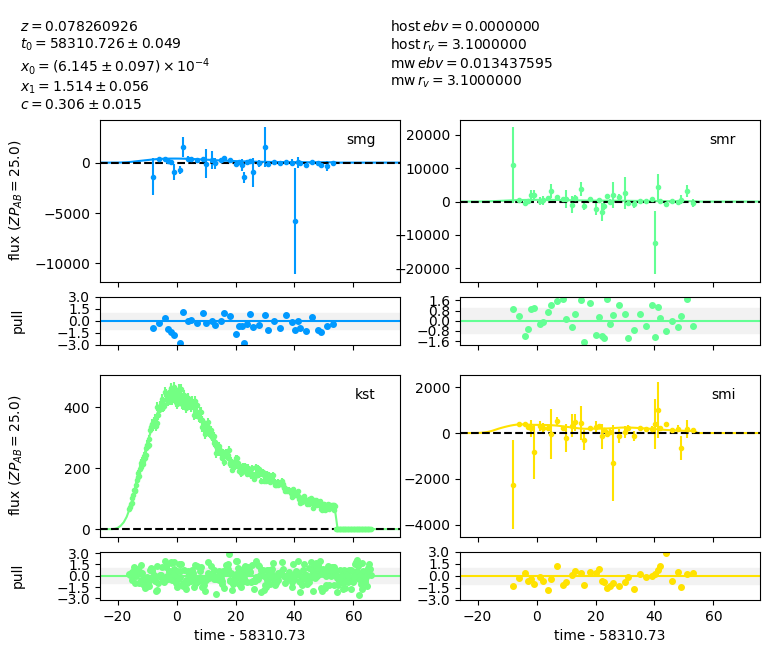 z = 0.078260926
t₀ = 58310.726 ± 0.049
x₀ = (6.145 ± 0.097) × 10⁻⁴
x₁ = 1.514 ± 0.056
c = 0.306 ± 0.015
host ebv = 0.0000000
host r_v = 3.1000000
mw ebv = 0.013437595
mw r_v = 3.1000000
flux (ZP_AB = 25.0)
0
−5000
−10000
smg
20000
10000
0
−10000
−20000
smr
pull
3.0
1.5
0.0
−1.5
−3.0
1.6
0.8
0.0
−0.8
−1.6
flux (ZP_AB = 25.0)
400
200
0
kst
2000
0
−2000
−4000
smi
pull
3.0
1.5
0.0
−1.5
−3.0
3.0
1.5
0.0
−1.5
−3.0
−20 0 20 40 60
−20 0 20 40 60
time - 58310.73
time - 58310.73